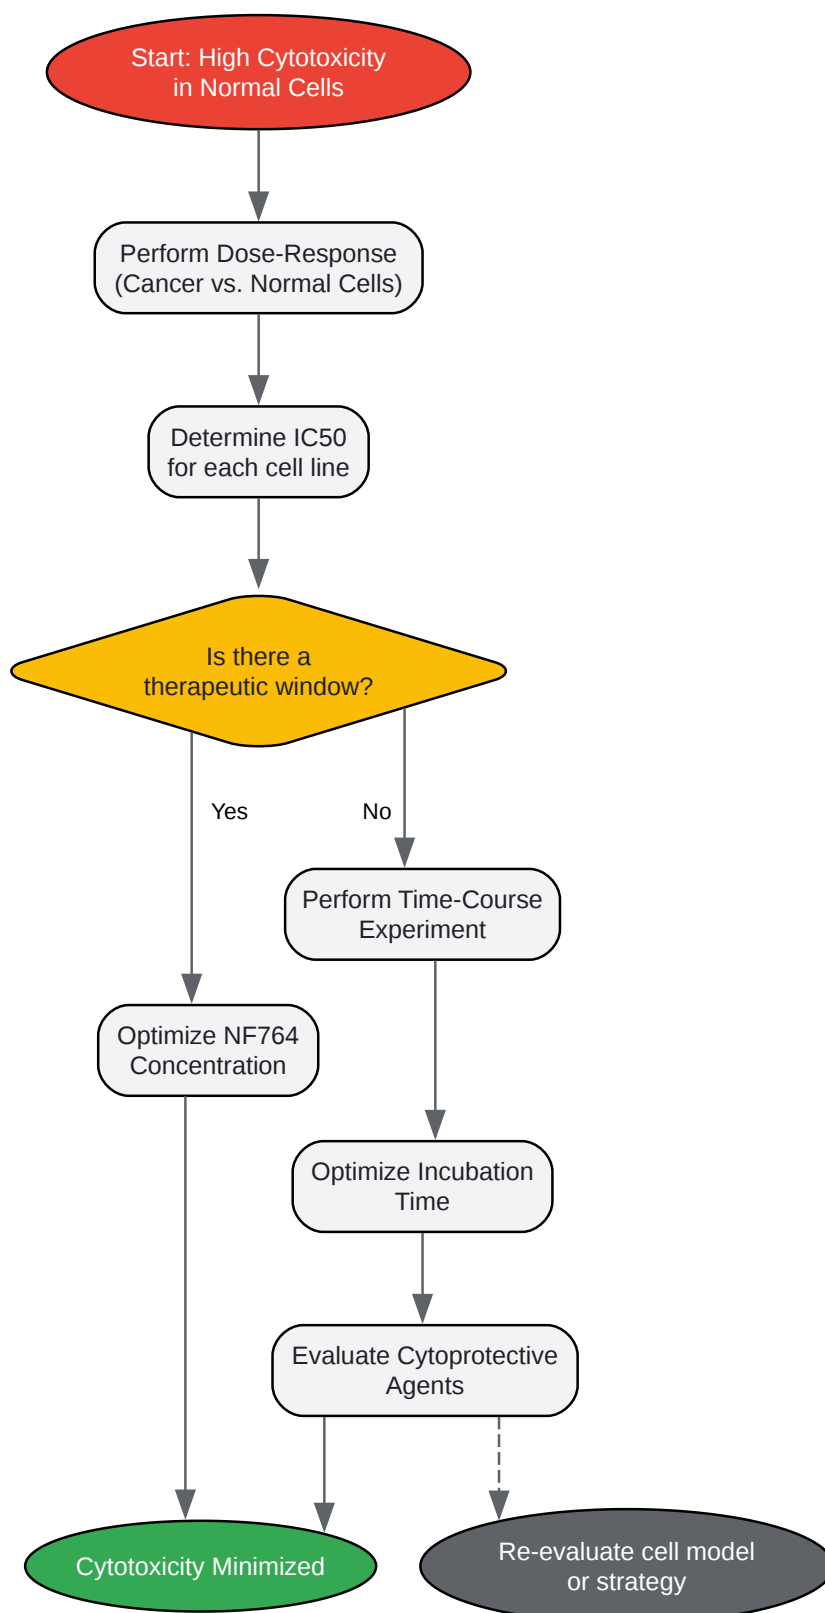 Start: High Cytotoxicity
in Normal Cells
Perform Dose-Response
(Cancer vs. Normal Cells)
Determine IC50
for each cell line
Is there a
therapeutic window?
Yes
No
Perform Time-Course
Experiment
Optimize NF764
Concentration
Optimize Incubation
Time
Evaluate Cytoprotective
Agents
Cytotoxicity Minimized
Re-evaluate cell model
or strategy